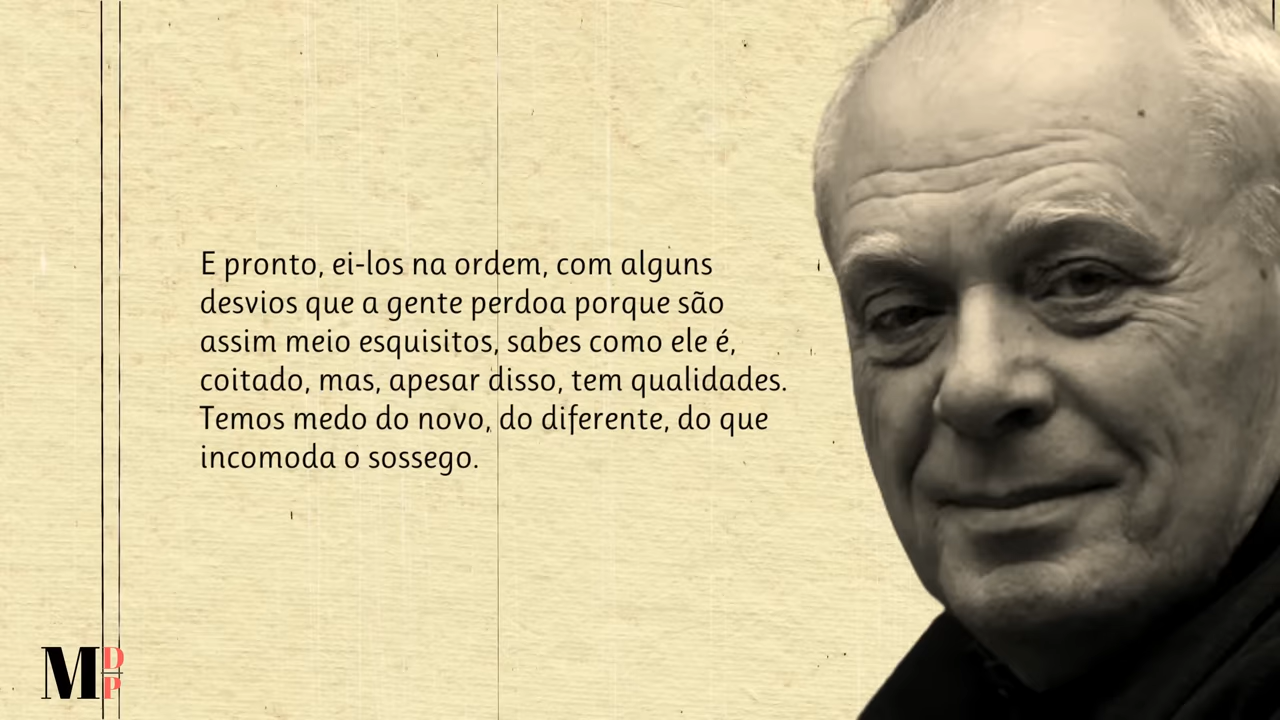 E pronto, ei-los na ordem, com alguns
desvios que a gente perdoa porque são
assim meio esquisitos, sabes como ele é,
coitado, mas, apesar disso, tem qualidades.
Temos medo do novo, do diferente, do que
incomoda o sossego.
M D P